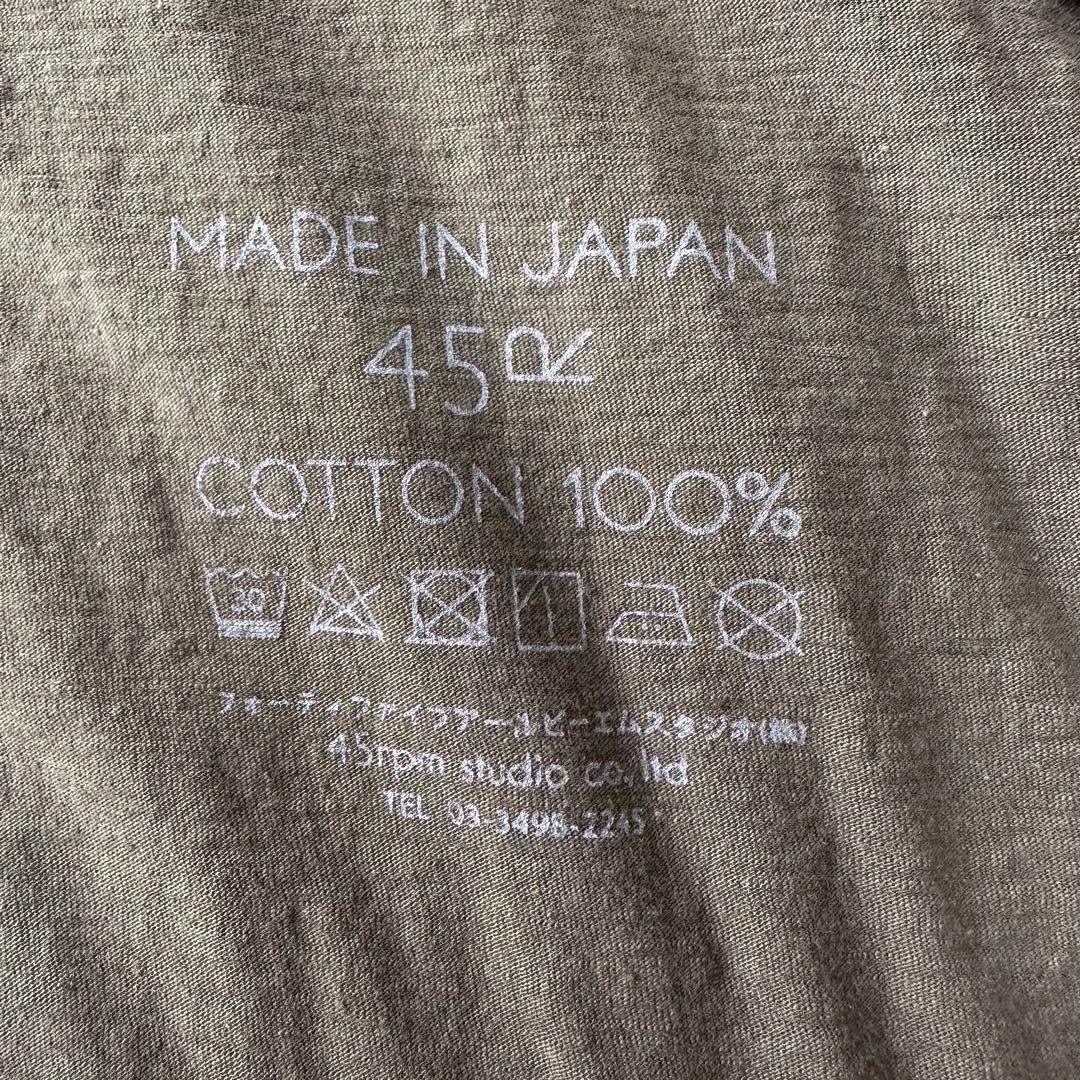 MADE IN JAPAN
45R
COTTON 100%
30
フォーティファイブアールピーエムスタジオ(株)
45rpm studio co.,ltd
TEL 03-3498-2245